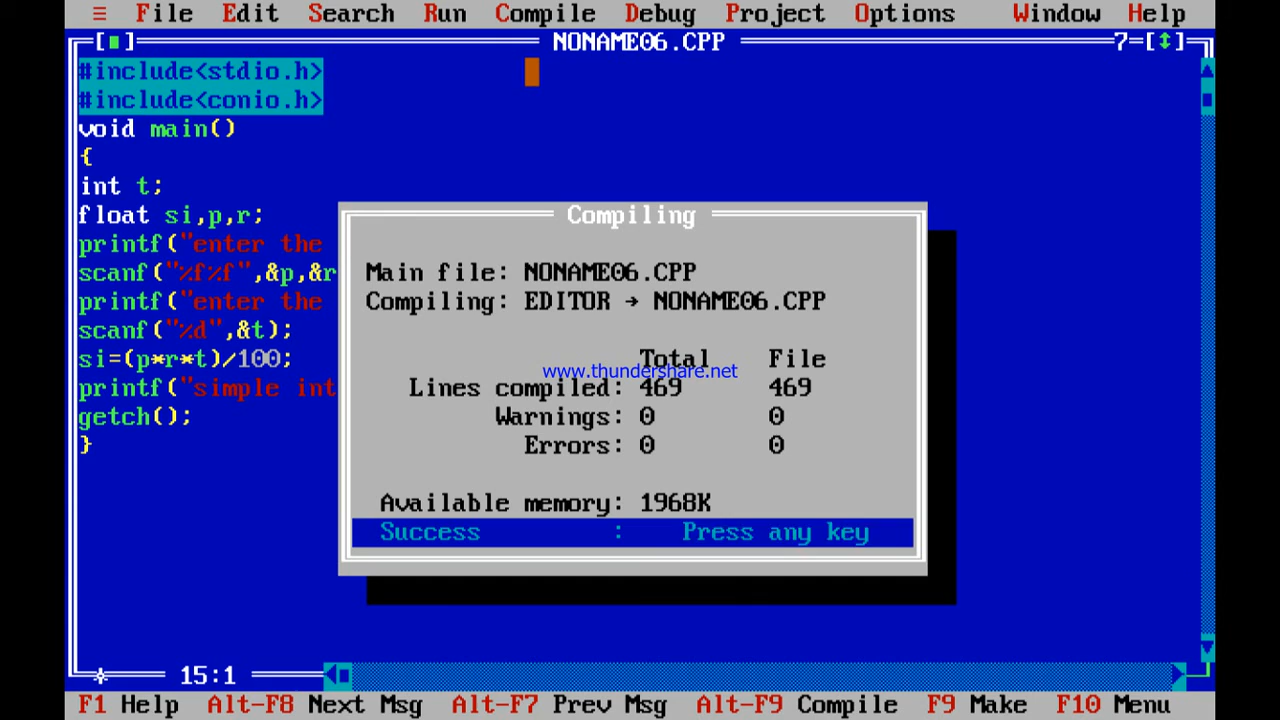 ≡ File Edit Search Run Compile Debug Project Options Window Help
NONAME06.CPP 7
#include<stdio.h>
#include<conio.h>
void main()
{
int t;
float si,p,r;
printf("enter the
scanf("%f%f",&p,&r
printf("enter the
scanf("%d",&t);
si=(p*r*t)/100;
printf("simple int
getch();
}
Compiling
Main file: NONAME06.CPP
Compiling: EDITOR → NONAME06.CPP
Total File
www.thundershare.net
Lines compiled: 469 469
Warnings: 0 0
Errors: 0 0
Available memory: 1968K
Success : Press any key
15:1
F1 Help Alt-F8 Next Msg Alt-F7 Prev Msg Alt-F9 Compile F9 Make F10 Menu